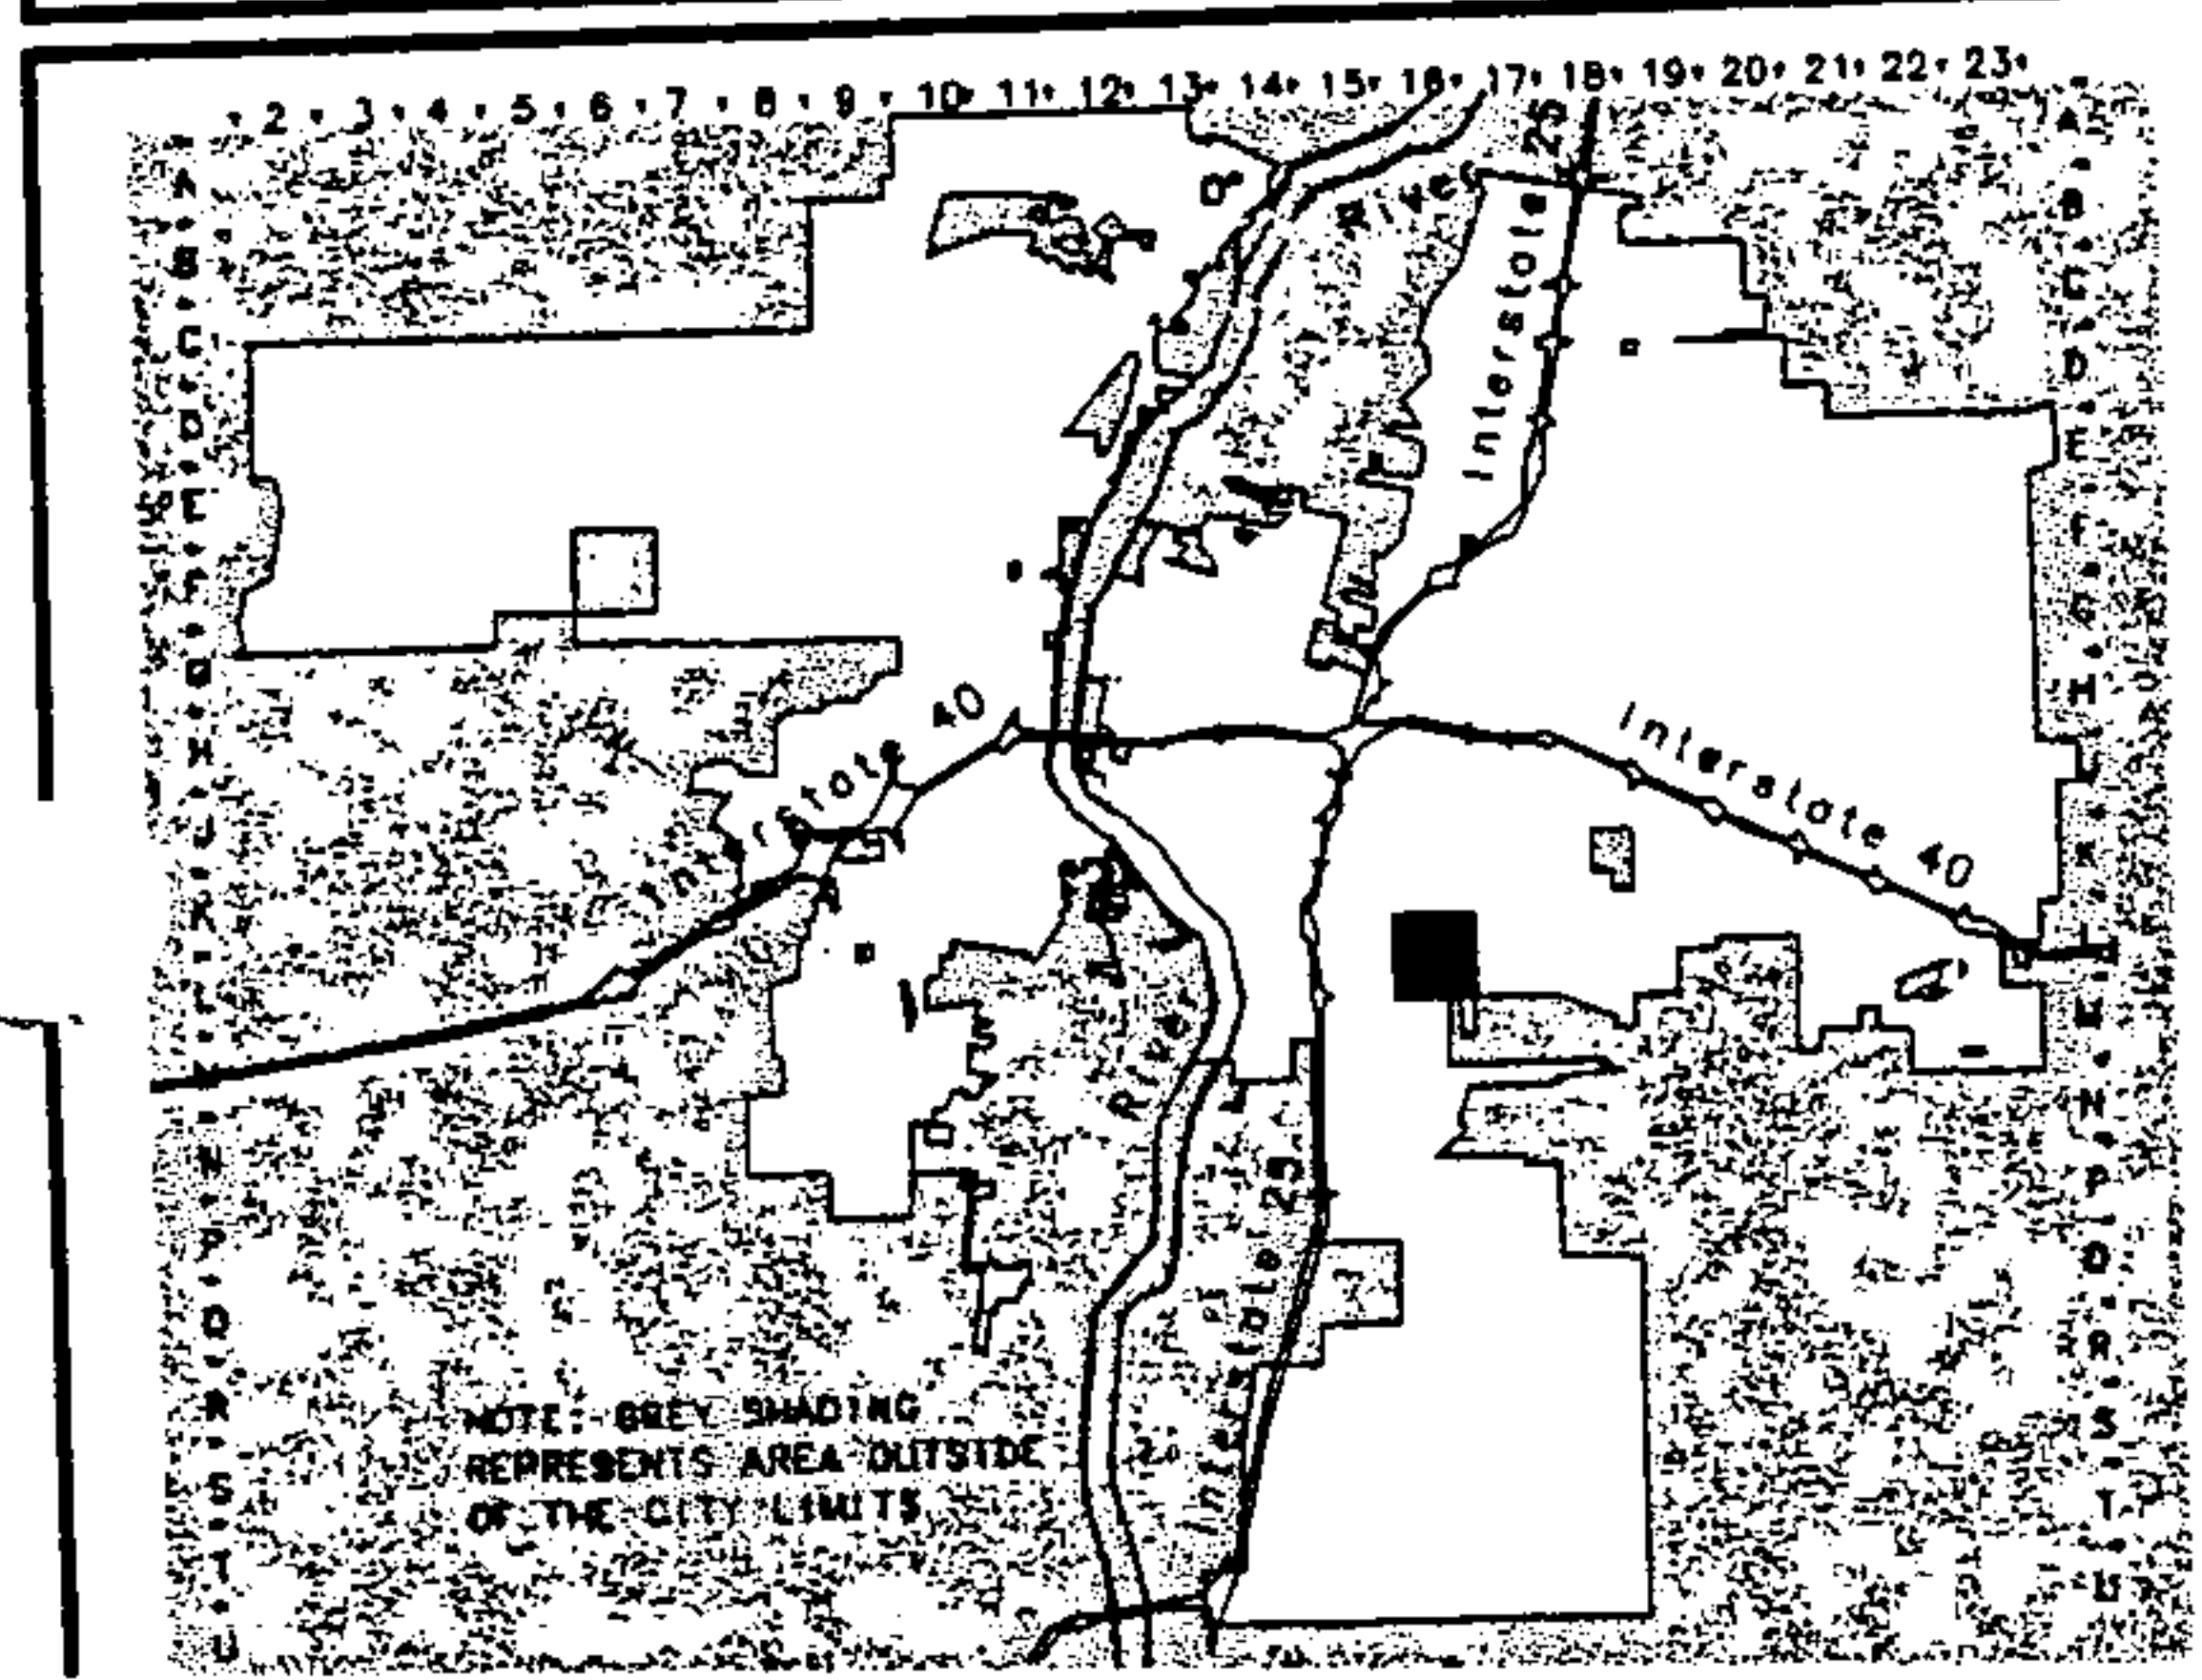 2 3 4 5 6 7 8 9 10 11 12 13 14 15 16 17 18 19 20 21 22 23
A
B
C
D
E
F
G
H
J
K
L
N
P
Q
R
S
T
U
A
B
C
D
E
F
G
H
J
K
L
M
N
P
Q
R
S
T
U
River
Interstate 25
Interstate 40
Interstate 40
River
Interstate 25
NOTE: GREY SHADING
REPRESENTS AREA OUTSIDE
OF THE CITY LIMITS